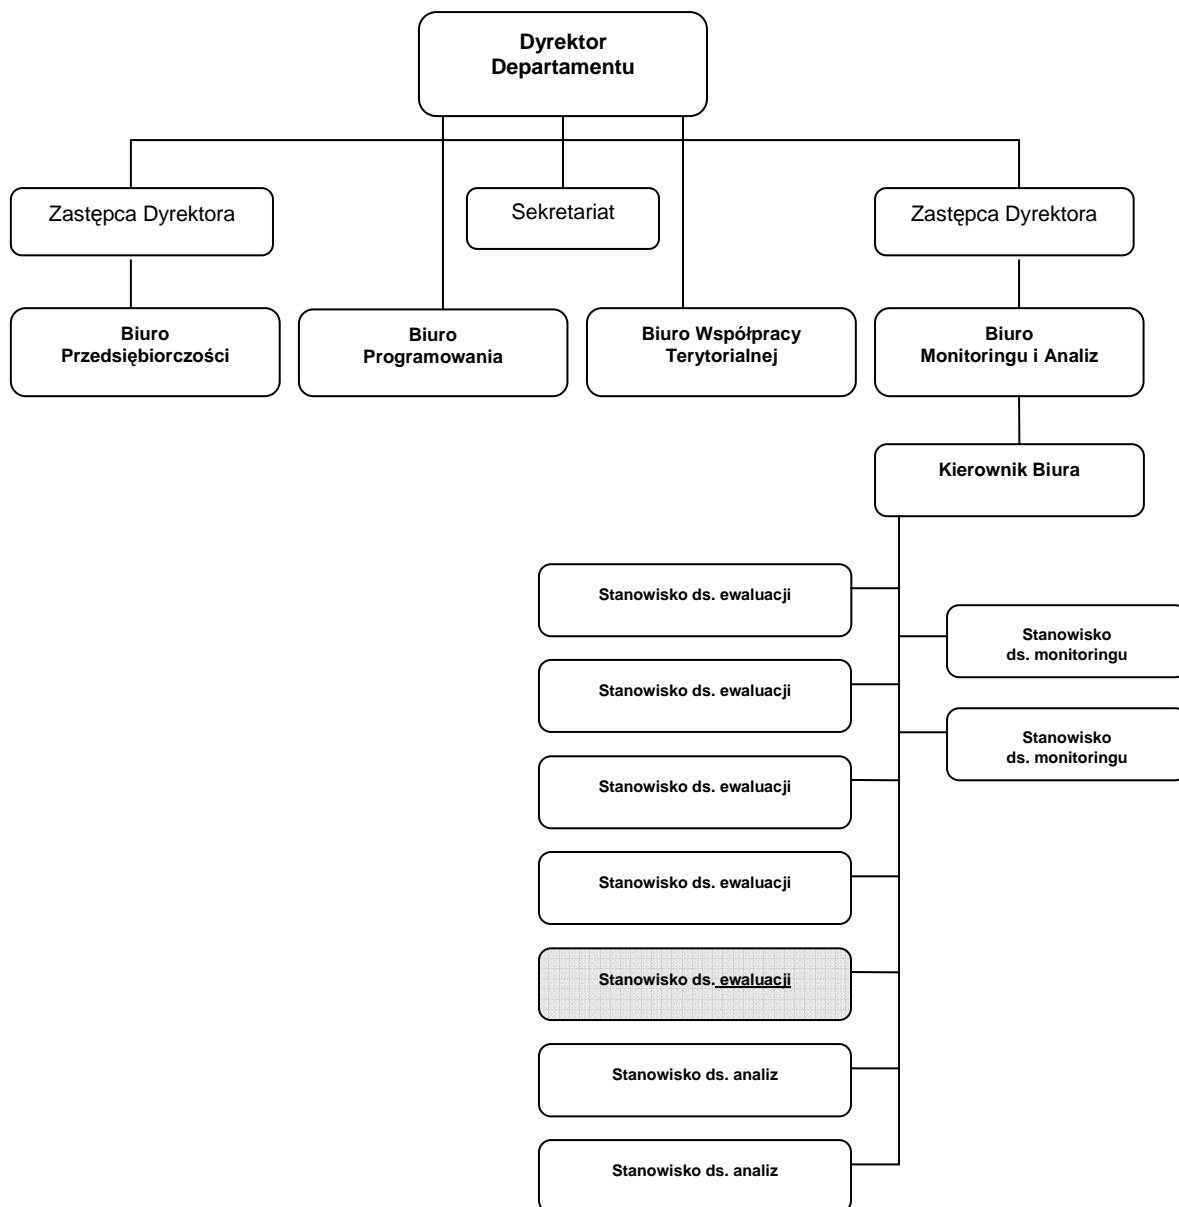 Dyrektor
Departamentu
Zastępca Dyrektora
Sekretariat
Zastępca Dyrektora
Biuro
Przedsiębiorczości
Biuro
Programowania
Biuro Współpracy
Terytorialnej
Biuro
Monitoringu i Analiz
Kierownik Biura
Stanowisko ds. ewaluacji
Stanowisko
ds. monitoringu
Stanowisko ds. ewaluacji
Stanowisko
ds. monitoringu
Stanowisko ds. ewaluacji
Stanowisko ds. ewaluacji
Stanowisko ds. ewaluacji
Stanowisko ds. analiz
Stanowisko ds. analiz